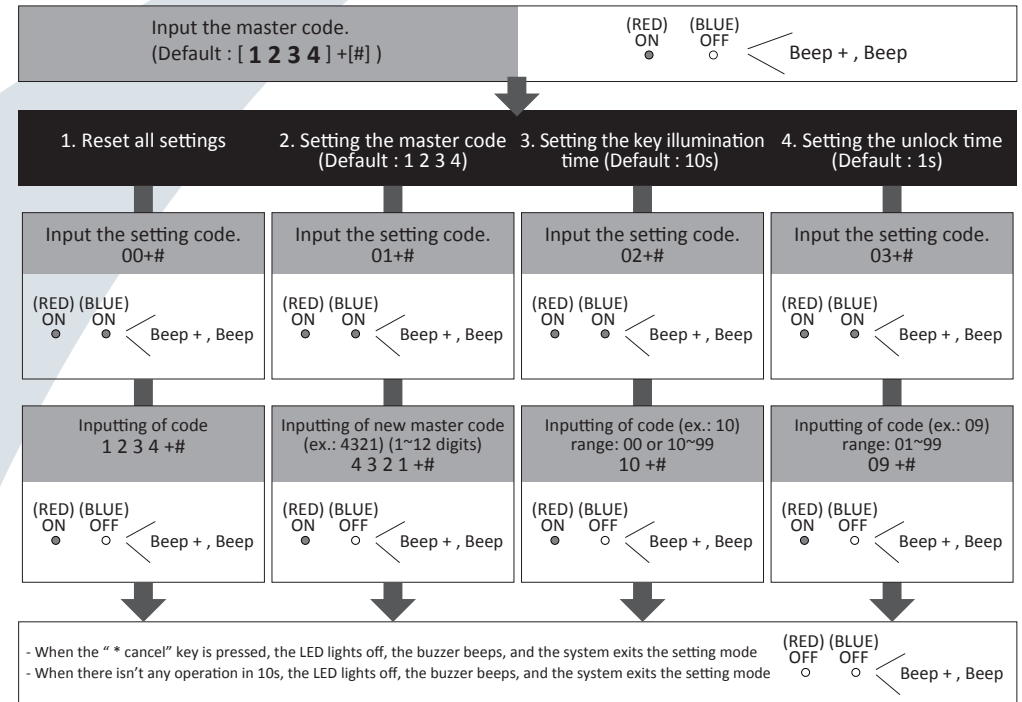 Input the master code.
(Default : [ 1 2 3 4 ] +[#] )
(RED) (BLUE)
ON OFF
Beep + , Beep
1. Reset all settings
2. Setting the master code
(Default : 1 2 3 4)
3. Setting the key illumination
time (Default : 10s)
4. Setting the unlock time
(Default : 1s)
Input the setting code.
00+#
(RED) (BLUE)
ON ON
Beep + , Beep
Input the setting code.
01+#
(RED) (BLUE)
ON ON
Beep + , Beep
Input the setting code.
02+#
(RED) (BLUE)
ON ON
Beep + , Beep
Input the setting code.
03+#
(RED) (BLUE)
ON ON
Beep + , Beep
Inputting of code
1 2 3 4 +#
(RED) (BLUE)
ON OFF
Beep + , Beep
Inputting of new master code
(ex.: 4321) (1~12 digits)
4 3 2 1 +#
(RED) (BLUE)
ON OFF
Beep + , Beep
Inputting of code (ex.: 10)
range: 00 or 10~99
10 +#
(RED) (BLUE)
ON OFF
Beep + , Beep
Inputting of code (ex.: 09)
range: 01~99
09 +#
(RED) (BLUE)
ON OFF
Beep + , Beep
- When the “ * cancel” key is pressed, the LED lights off, the buzzer beeps, and the system exits the setting mode
- When there isn’t any operation in 10s, the LED lights off, the buzzer beeps, and the system exits the setting mode
(RED) (BLUE)
OFF OFF
Beep + , Beep